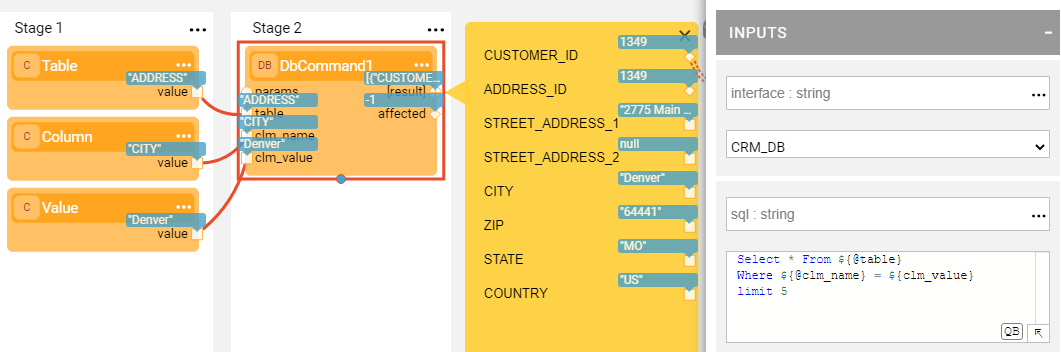 Stage 1
...
C Table ...
"ADDRESS"
value
C Column ...
"CITY"
value
C Value ...
"Denver"
value
Stage 2
...
DB DbCommand1 ...
params
"ADDRESS"
table
"CITY"
clm_name
"Denver"
clm_value
[{"CUSTOME...
[result]
-1
affected
CUSTOMER_ID
1349
ADDRESS_ID
1349
STREET_ADDRESS_1
"2775 Main ...
STREET_ADDRESS_2
null
CITY
"Denver"
ZIP
"64441"
STATE
"MO"
COUNTRY
"US"
INPUTS
interface : string ...
CRM_DB
sql : string ...
Select * From ${@table}
Where ${@clm_name} = ${clm_value}
limit 5
QB